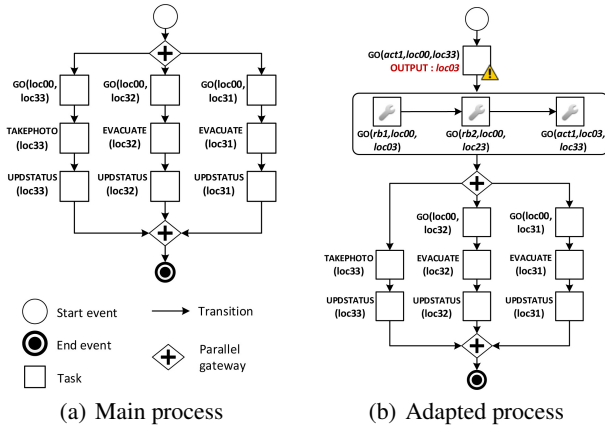 GO(loc00,
loc33)
GO(loc00,
loc32)
GO(loc00,
loc31)
TAKEPHOTO
(loc33)
EVACUATE
(loc32)
EVACUATE
(loc31)
UPDSTATUS
(loc33)
UPDSTATUS
(loc32)
UPDSTATUS
(loc31)
Start event
Transition
End event
Parallel
gateway
Task
(a) Main process
GO(act1,loc00,loc33)
OUTPUT : loc03
GO(rb1,loc00,
loc03)
GO(rb2,loc00,
loc23)
GO(act1,loc03,
loc33)
GO(loc00,
loc32)
GO(loc00,
loc31)
TAKEPHOTO
(loc33)
EVACUATE
(loc32)
EVACUATE
(loc31)
UPDSTATUS
(loc33)
UPDSTATUS
(loc32)
UPDSTATUS
(loc31)
(b) Adapted process